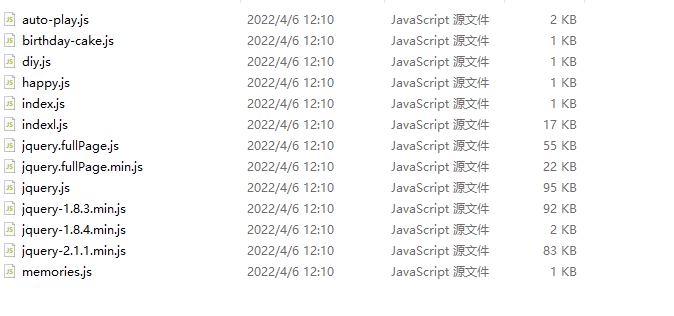 auto-play.js 2022/4/6 12:10 JavaScript 源文件 2 KB
birthday-cake.js 2022/4/6 12:10 JavaScript 源文件 1 KB
diy.js 2022/4/6 12:10 JavaScript 源文件 1 KB
happy.js 2022/4/6 12:10 JavaScript 源文件 1 KB
index.js 2022/4/6 12:10 JavaScript 源文件 1 KB
indexl.js 2022/4/6 12:10 JavaScript 源文件 17 KB
jquery.fullPage.js 2022/4/6 12:10 JavaScript 源文件 55 KB
jquery.fullPage.min.js 2022/4/6 12:10 JavaScript 源文件 22 KB
jquery.js 2022/4/6 12:10 JavaScript 源文件 95 KB
jquery-1.8.3.min.js 2022/4/6 12:10 JavaScript 源文件 92 KB
jquery-1.8.4.min.js 2022/4/6 12:10 JavaScript 源文件 2 KB
jquery-2.1.1.min.js 2022/4/6 12:10 JavaScript 源文件 83 KB
memories.js 2022/4/6 12:10 JavaScript 源文件 1 KB